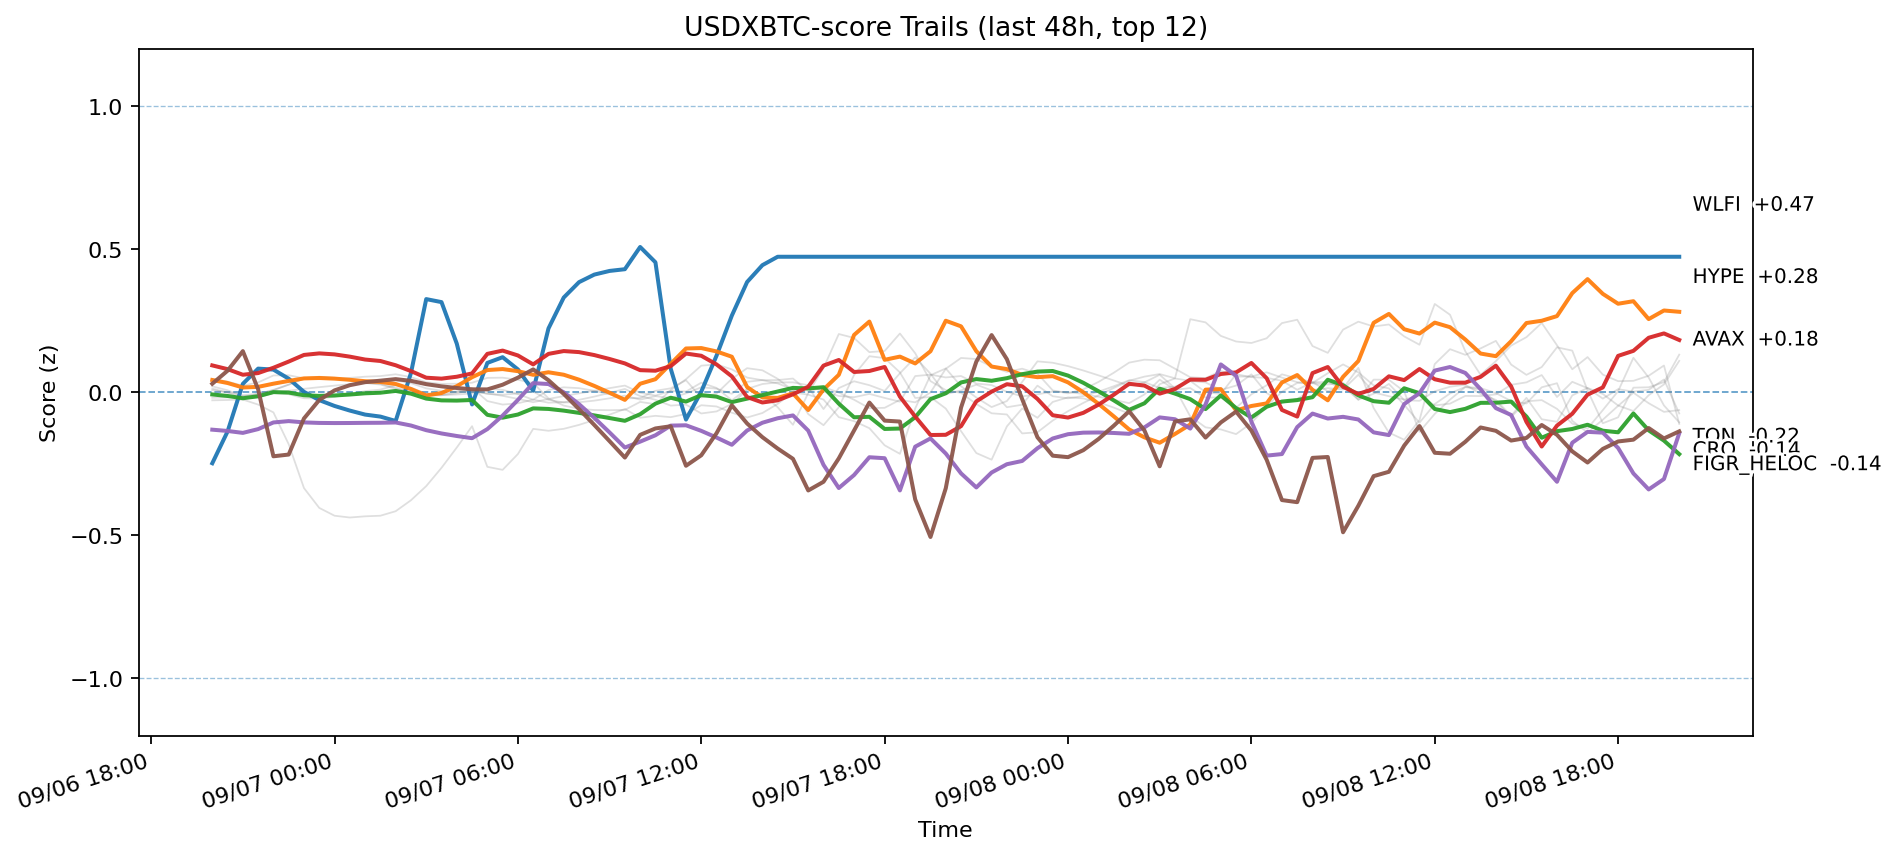 USDXBTC-score Trails (last 48h, top 12)
Score (z)
1.0
0.5
0.0
−0.5
−1.0
WLFI +0.47
HYPE +0.28
AVAX +0.18
TON -0.22
CRO -0.14
FIGR_HELOC -0.14
09/06 18:00
09/07 00:00
09/07 06:00
09/07 12:00
09/07 18:00
09/08 00:00
09/08 06:00
09/08 12:00
09/08 18:00
Time